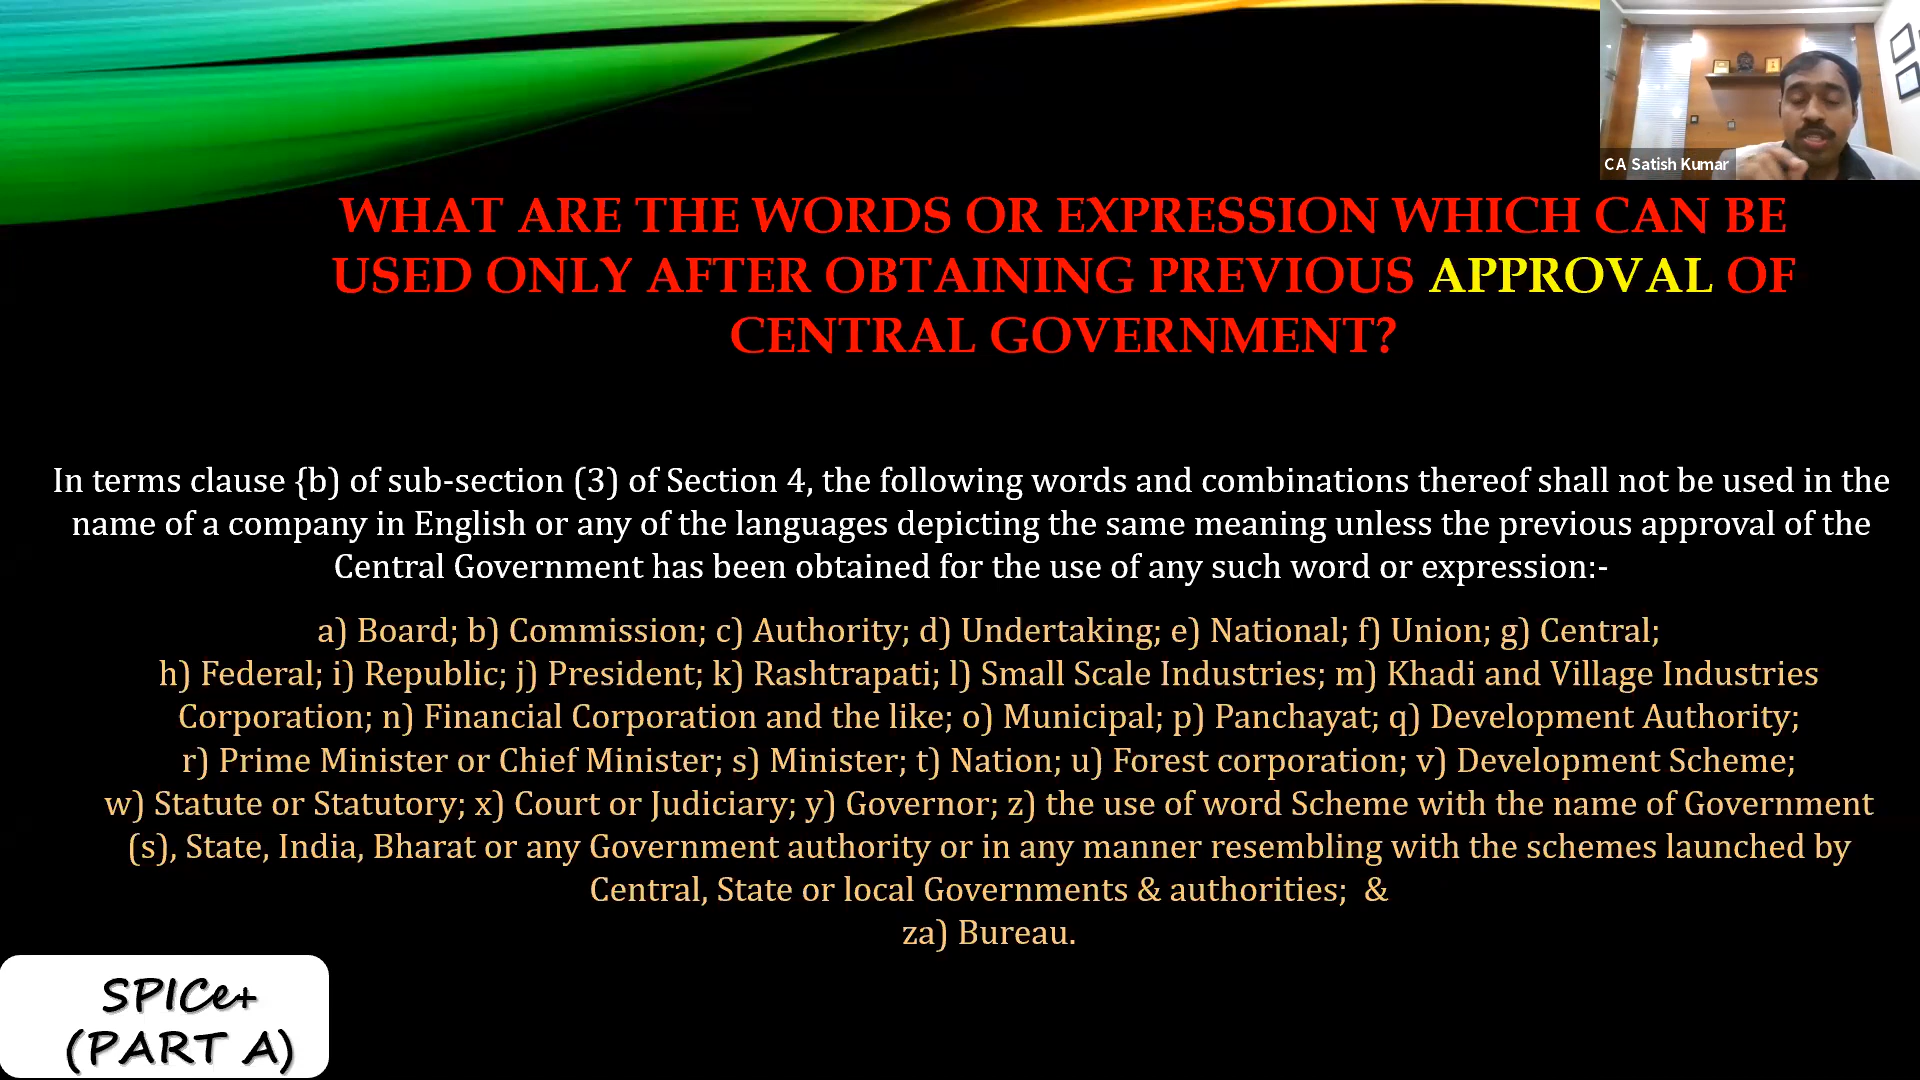 CA Satish Kumar
WHAT ARE THE WORDS OR EXPRESSION WHICH CAN BE
USED ONLY AFTER OBTAINING PREVIOUS APPROVAL OF
CENTRAL GOVERNMENT?
In terms clause {b) of sub-section (3) of Section 4, the following words and combinations thereof shall not be used in the
name of a company in English or any of the languages depicting the same meaning unless the previous approval of the
Central Government has been obtained for the use of any such word or expression:-
a) Board; b) Commission; c) Authority; d) Undertaking; e) National; f) Union; g) Central;
h) Federal; i) Republic; j) President; k) Rashtrapati; l) Small Scale Industries; m) Khadi and Village Industries
Corporation; n) Financial Corporation and the like; o) Municipal; p) Panchayat; q) Development Authority;
r) Prime Minister or Chief Minister; s) Minister; t) Nation; u) Forest corporation; v) Development Scheme;
w) Statute or Statutory; x) Court or Judiciary; y) Governor; z) the use of word Scheme with the name of Government
(s), State, India, Bharat or any Government authority or in any manner resembling with the schemes launched by
Central, State or local Governments & authorities;  &
za) Bureau.
SPICe+
(PART A)